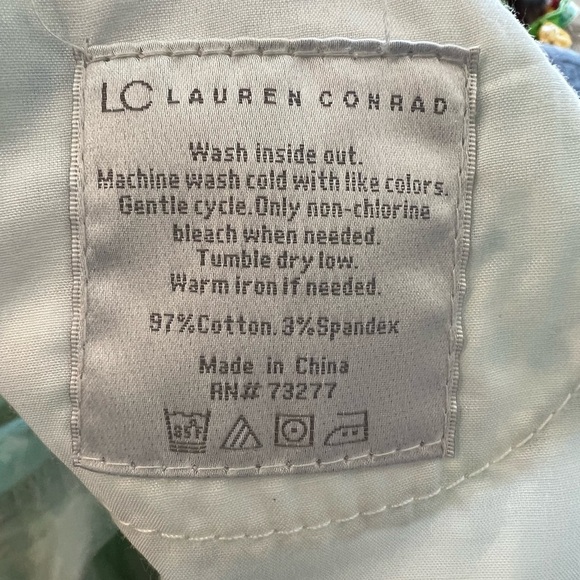 LC LAUREN CONRAD
Wash inside out.
Machine wash cold with like colors.
Gentle cycle.Only non-chlorine
bleach when needed.
Tumble dry low.
Warm iron if needed.
97%Cotton.3%Spandex
Made in China
RN# 73277
85F